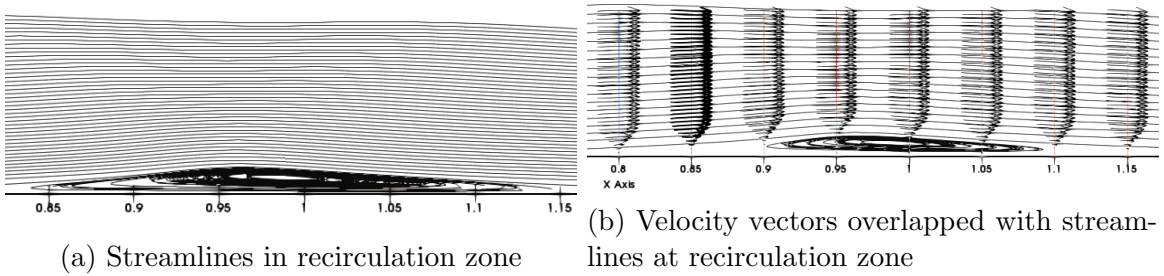 0.85 0.9 0.95 1 1.05 1.1 1.15
(a) Streamlines in recirculation zone
0.8 0.85 0.9 0.95 1 1.05 1.1 1.15
X Axis
(b) Velocity vectors overlapped with stream-
lines at recirculation zone